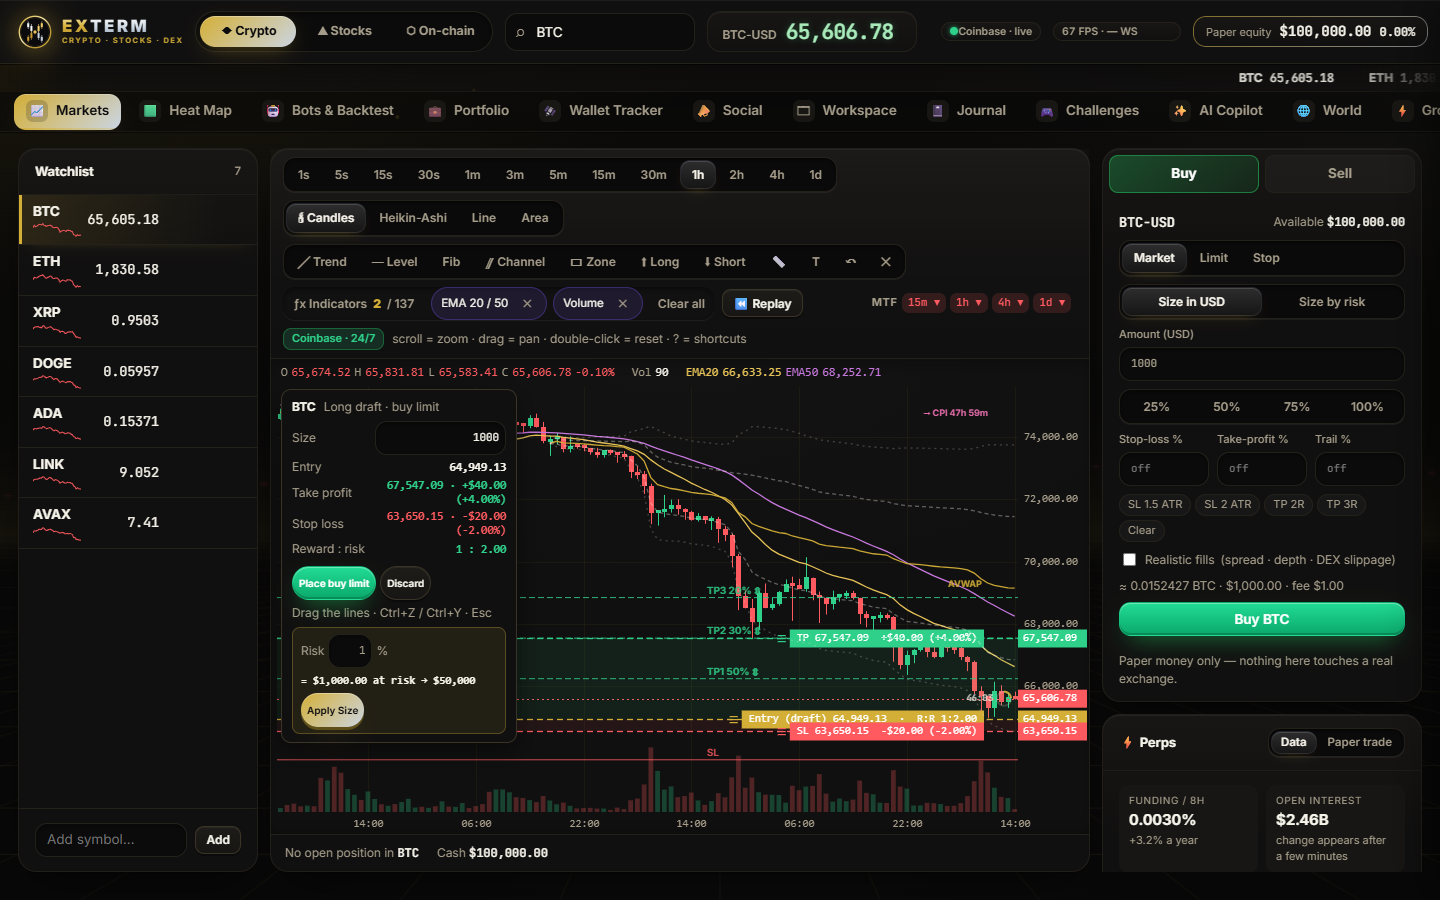 EXTERM
CRYPTO · STOCKS · DEX
Crypto
Stocks
On-chain
BTC
BTC-USD 65,606.78
Coinbase · live
67 FPS · — WS
Paper equity $100,000.00 0.00%
BTC 65,605.18 ETH 1,830
Markets
Heat Map
Bots & Backtest
Portfolio
Wallet Tracker
Social
Workspace
Journal
Challenges
AI Copilot
World
Watchlist 7
BTC 65,605.18
ETH 1,830.58
XRP 0.9503
DOGE 0.05957
ADA 0.15371
LINK 9.052
AVAX 7.41
Add symbol...
Add
1s 5s 15s 30s 1m 3m 5m 15m 30m 1h 2h 4h 1d
Candles Heikin-Ashi Line Area
Trend Level Fib Channel Zone Long Short T
ƒx Indicators 2 / 137
EMA 20 / 50 ✕
Volume ✕
Clear all
Replay
MTF 15m ▼ 1h ▼ 4h ▼ 1d ▼
Coinbase · 24/7
scroll = zoom · drag = pan · double-click = reset · ? = shortcuts
O 65,674.52 H 65,831.81 L 65,583.41 C 65,606.78 -0.10% Vol 90 EMA20 66,633.25 EMA50 68,252.71
BTC Long draft · buy limit
Size 1000
Entry 64,949.13
Take profit 67,547.09 · +$40.00 (+4.00%)
Stop loss 63,650.15 · -$20.00 (-2.00%)
Reward : risk 1 : 2.00
Place buy limit
Discard
Drag the lines · Ctrl+Z / Ctrl+Y · Esc
Risk 1 %
= $1,000.00 at risk → $50,000
Apply Size
→ CPI 47h 59m
74,000.00
72,000.00
70,000.00
AVWAP
TP3 20%
68,000.00
TP2 30%
TP 67,547.09 +$40.00 (+4.00%)
67,547.09
TP1 50%
66,000.00
65,606.78
Entry (draft) 64,949.13 · R:R 1:2.00
64,949.13
SL 63,650.15 -$20.00 (-2.00%)
63,650.15
SL
14:00 06:00 22:00 14:00 06:00 22:00 14:00
No open position in BTC Cash $100,000.00
Buy
Sell
BTC-USD Available $100,000.00
Market Limit Stop
Size in USD
Size by risk
Amount (USD)
1000
25% 50% 75% 100%
Stop-loss % Take-profit % Trail %
off off off
SL 1.5 ATR SL 2 ATR TP 2R TP 3R
Clear
Realistic fills (spread · depth · DEX slippage)
≈ 0.0152427 BTC · $1,000.00 · fee $1.00
Buy BTC
Paper money only — nothing here touches a real
exchange.
Perps
Data Paper trade
FUNDING / 8H
0.0030%
+3.2% a year
OPEN INTEREST
$2.46B
change appears after
a few minutes